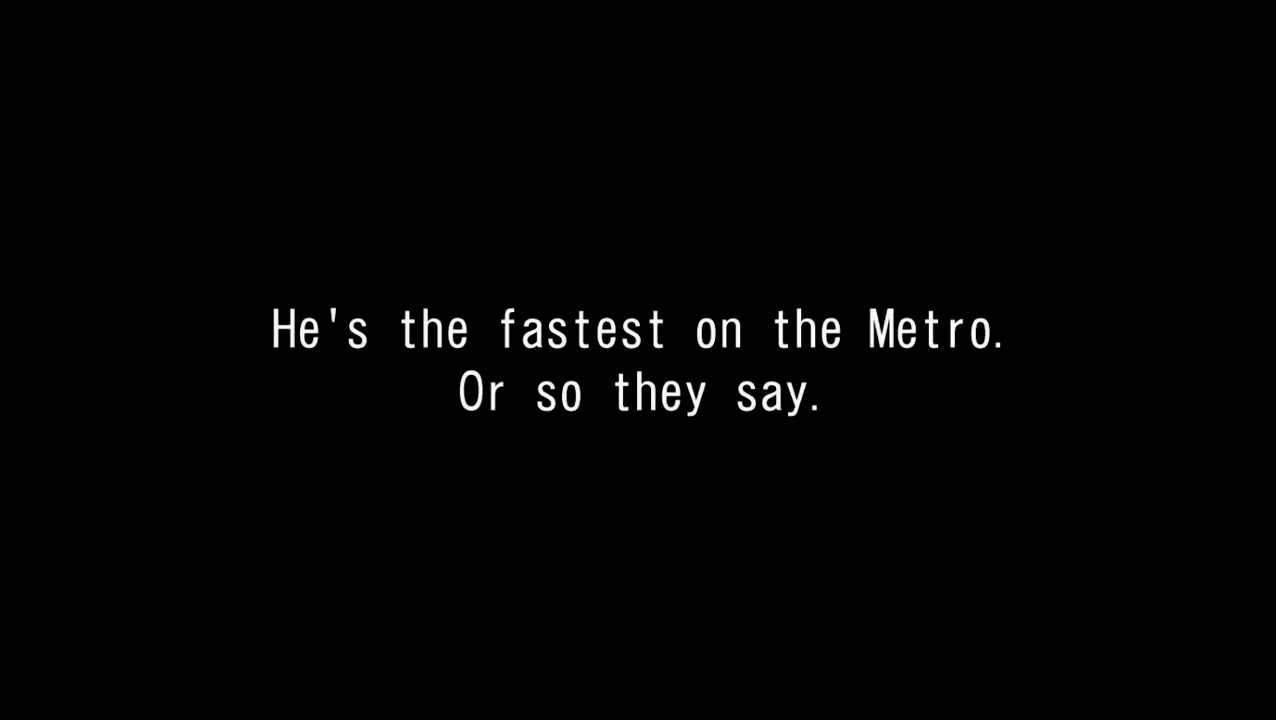 He's the fastest on the Metro.
Or so they say.